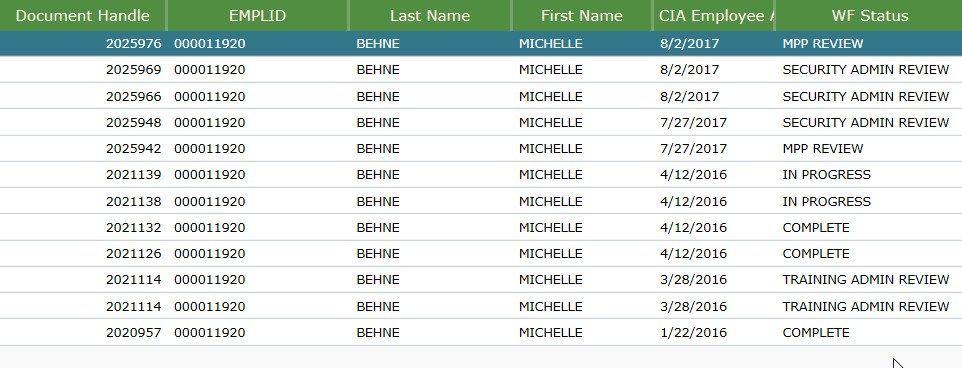 Document Handle EMPLID Last Name First Name CIA Employee A WF Status
2025976 000011920 BEHNE MICHELLE 8/2/2017 MPP REVIEW
2025969 000011920 BEHNE MICHELLE 8/2/2017 SECURITY ADMIN REVIEW
2025966 000011920 BEHNE MICHELLE 8/2/2017 SECURITY ADMIN REVIEW
2025948 000011920 BEHNE MICHELLE 7/27/2017 SECURITY ADMIN REVIEW
2025942 000011920 BEHNE MICHELLE 7/27/2017 MPP REVIEW
2021139 000011920 BEHNE MICHELLE 4/12/2016 IN PROGRESS
2021138 000011920 BEHNE MICHELLE 4/12/2016 IN PROGRESS
2021132 000011920 BEHNE MICHELLE 4/12/2016 COMPLETE
2021126 000011920 BEHNE MICHELLE 4/12/2016 COMPLETE
2021114 000011920 BEHNE MICHELLE 3/28/2016 TRAINING ADMIN REVIEW
2021114 000011920 BEHNE MICHELLE 3/28/2016 TRAINING ADMIN REVIEW
2020957 000011920 BEHNE MICHELLE 1/22/2016 COMPLETE